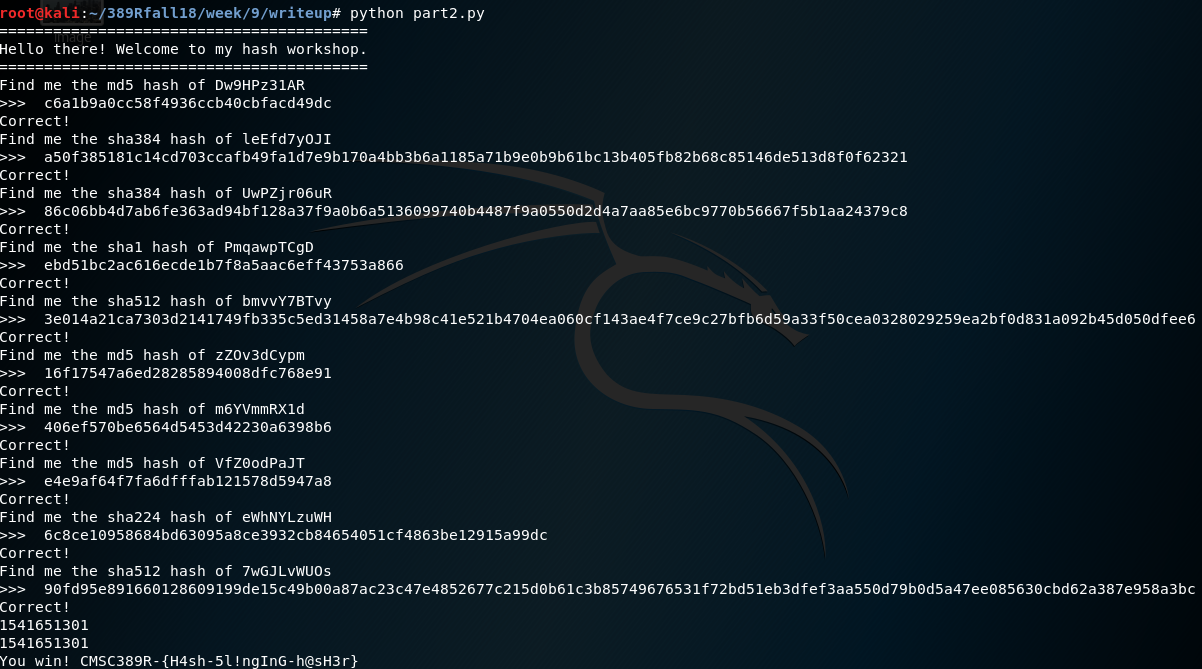 root@kali:~/389Rfall18/week/9/writeup# python part2.py
=========================================
Hello there! Welcome to my hash workshop.
=========================================
Find me the md5 hash of Dw9HPz31AR
>>>  c6a1b9a0cc58f4936ccb40cbfacd49dc
Correct!
Find me the sha384 hash of leEfd7yOJI
>>>  a50f385181c14cd703ccafb49fa1d7e9b170a4bb3b6a1185a71b9e0b9b61bc13b405fb82b68c85146de513d8f0f62321
Correct!
Find me the sha384 hash of UwPZjr06uR
>>>  86c06bb4d7ab6fe363ad94bf128a37f9a0b6a5136099740b4487f9a0550d2d4a7aa85e6bc9770b56667f5b1aa24379c8
Correct!
Find me the sha1 hash of PmqawpTCgD
>>>  ebd51bc2ac616ecde1b7f8a5aac6eff43753a866
Correct!
Find me the sha512 hash of bmvvY7BTvy
>>>  3e014a21ca7303d2141749fb335c5ed31458a7e4b98c41e521b4704ea060cf143ae4f7ce9c27bfb6d59a33f50cea0328029259ea2bf0d831a092b45d050dfee6
Correct!
Find me the md5 hash of zZOv3dCypm
>>>  16f17547a6ed28285894008dfc768e91
Correct!
Find me the md5 hash of m6YVmmRX1d
>>>  406ef570be6564d5453d42230a6398b6
Correct!
Find me the md5 hash of VfZ0odPaJT
>>>  e4e9af64f7fa6dfffab121578d5947a8
Correct!
Find me the sha224 hash of eWhNYLzuWH
>>>  6c8ce10958684bd63095a8ce3932cb84654051cf4863be12915a99dc
Correct!
Find me the sha512 hash of 7wGJLvWUOs
>>>  90fd95e891660128609199de15c49b00a87ac23c47e4852677c215d0b61c3b85749676531f72bd51eb3dfef3aa550d79b0d5a47ee085630cbd62a387e958a3bc
Correct!
1541651301
1541651301
You win! CMSC389R-{H4sh-5l!ngInG-h@sH3r}